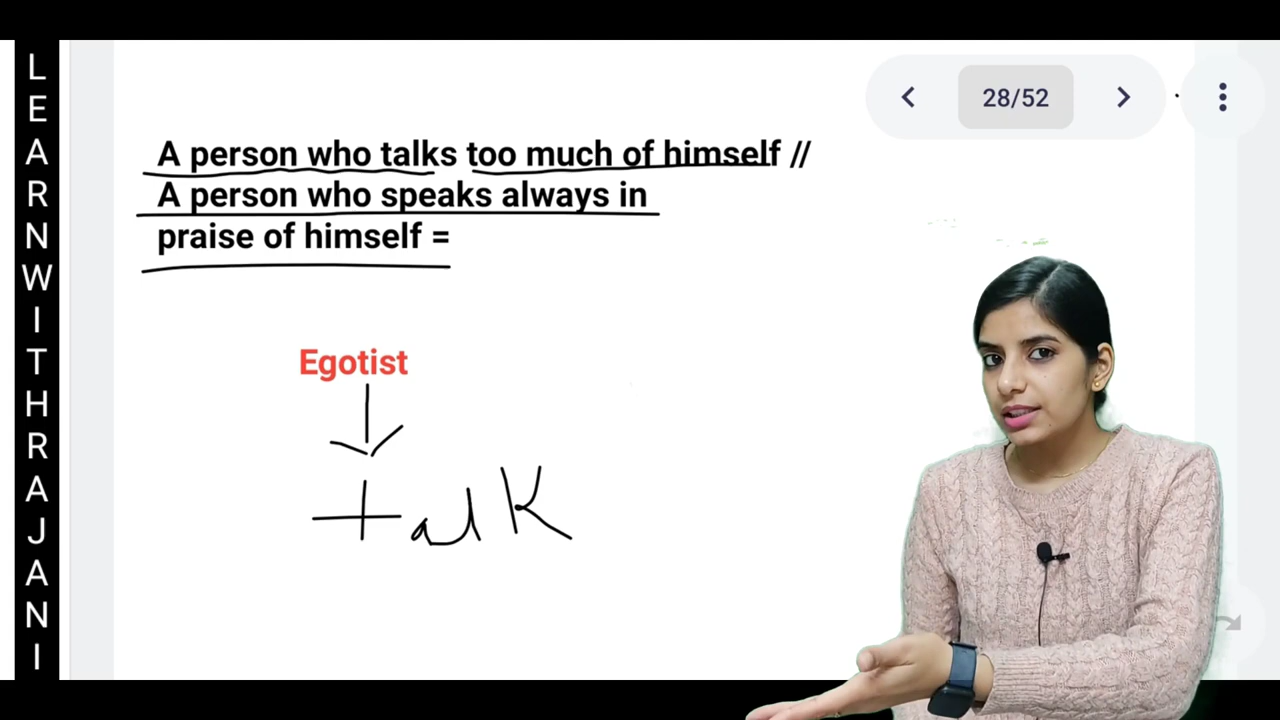 LEARNWITHRAJANI
28/52
A person who talks too much of himself //
A person who speaks always in
praise of himself =
Egotist
talk